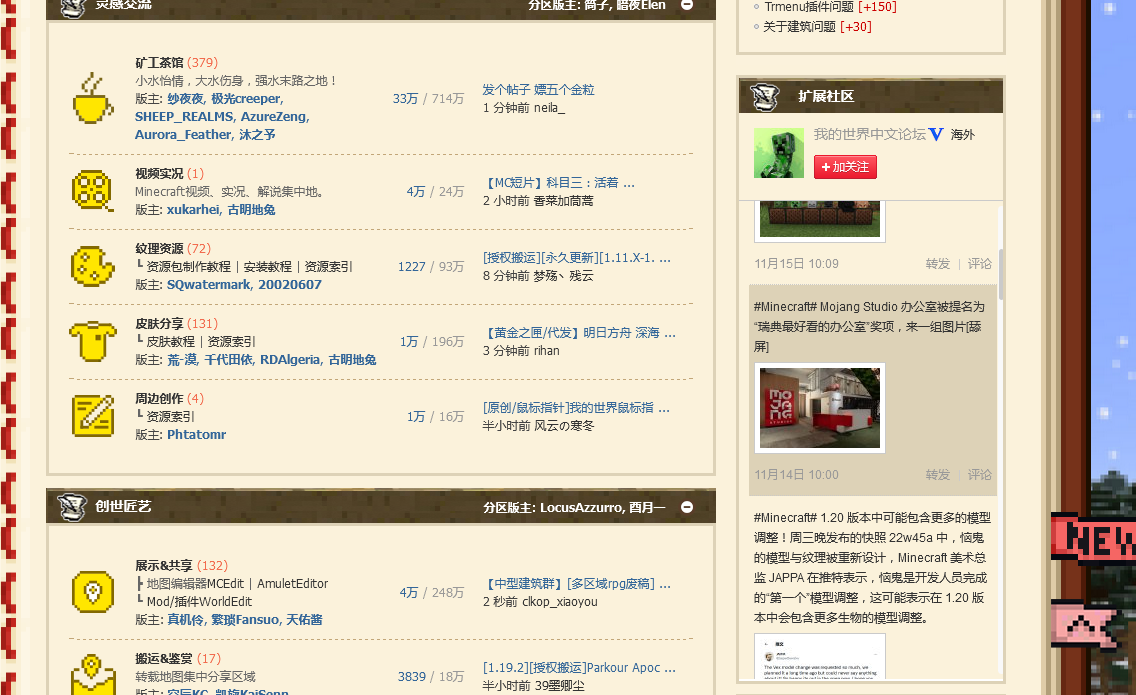 灵感交流
分区版主: 筒子, 暗夜Elen
矿工茶馆 (379)
小水怡情，大水伤身，强水末路之地！
版主: 纱夜夜, 极光creeper,
SHEEP_REALMS, AzureZeng,
Aurora_Feather, 沐之予
33万 / 714万
发个帖子 嫖五个金粒
1 分钟前 neila_
视频实况 (1)
Minecraft视频、实况、解说集中地。
版主: xukarhei, 古明地兔
4万 / 24万
【MC短片】科目三：活着 ...
2 小时前 香菜加茼蒿
纹理资源 (72)
┗ 资源包制作教程 | 安装教程 | 资源索引
版主: SQwatermark, 20020607
1227 / 93万
[授权搬运][永久更新][1.11.X-1. ...
8 分钟前 梦殇丶残云
皮肤分享 (131)
┗ 皮肤教程 | 资源索引
版主: 荒-漠, 千代田依, RDAlgeria, 古明地兔
1万 / 196万
【黄金之匣/代发】明日方舟 深海 ...
3 分钟前 rihan
周边创作 (4)
┗ 资源索引
版主: Phtatomr
1万 / 16万
[原创/鼠标指针]我的世界鼠标指 ...
半小时前 风云の寒冬
创世匠艺
分区版主: LocusAzzurro, 酉月一
展示&共享 (132)
┣ 地图编辑器MCEdit | AmuletEditor
┗ Mod/插件WorldEdit
版主: 真机伶, 繁琐Fansuo, 天佑酱
4万 / 248万
【中型建筑群】[多区域rpg废稿] ...
2 秒前 clkop_xiaoyou
搬运&鉴赏 (17)
转载地图集中分享区域
3839 / 18万
[1.19.2][授权搬运]Parkour Apoc ...
半小时前 39墨卿尘
Trmenu插件问题 [+150]
关于建筑问题 [+30]
扩展社区
我的世界中文论坛 V 海外
+加关注
11月15日 10:09
转发 | 评论
#Minecraft# Mojang Studio 办公室被提名为
“瑞典最好看的办公室”奖项，来一组图片[舔
屏]
MO
JANG
STUDIOS
11月14日 10:00
转发 | 评论
#Minecraft# 1.20 版本中可能包含更多的模型
调整！周三晚发布的快照 22w45a 中，恼鬼
的模型与纹理被重新设计，Minecraft 美术总
监 JAPPA 在推特表示，恼鬼是开发人员完成
的“第一个”模型调整，这可能表示在 1.20 版
本中会包含更多生物的模型调整。
The Vex model change was requested so much, we
NEW